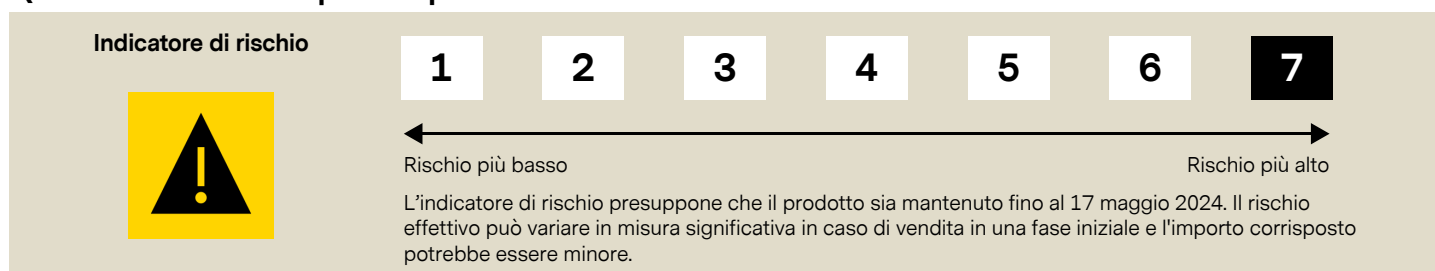 Indicatore di rischio
1 2 3 4 5 6 7
Rischio più basso Rischio più alto
L'indicatore di rischio presuppone che il prodotto sia mantenuto fino al 17 maggio 2024. Il rischio
effettivo può variare in misura significativa in caso di vendita in una fase iniziale e l'importo corrisposto
potrebbe essere minore.